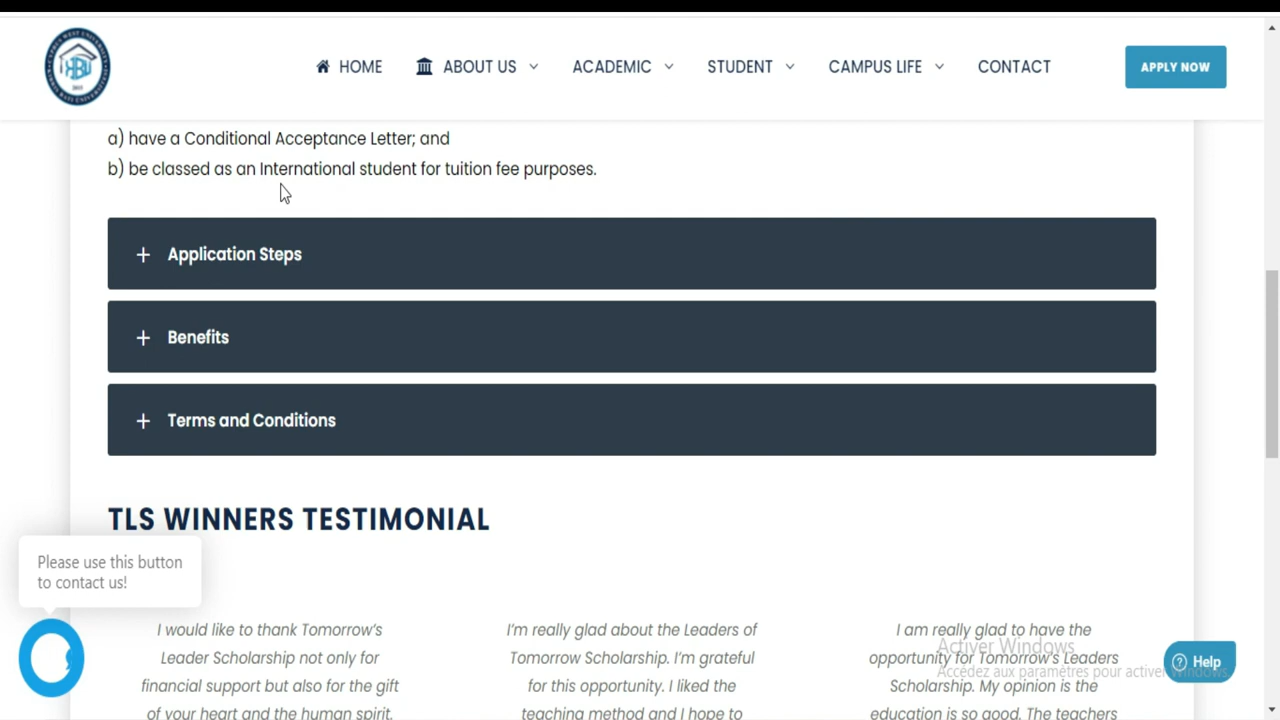 HOME
ABOUT US
ACADEMIC
STUDENT
CAMPUS LIFE
CONTACT
APPLY NOW
a) have a Conditional Acceptance Letter; and
b) be classed as an International student for tuition fee purposes.
Application Steps
Benefits
Terms and Conditions
TLS WINNERS TESTIMONIAL
Please use this button
to contact us!
I would like to thank Tomorrow's
Leader Scholarship not only for
financial support but also for the gift
of your heart and the human spirit.
I'm really glad about the Leaders of
Tomorrow Scholarship. I'm grateful
for this opportunity. I liked the
teaching method and I hope to
I am really glad to have the
opportunity for Tomorrow's Leaders
Scholarship. My opinion is the
education is so good. The teachers
Activer Windows
Accédez aux paramètres pour activer Windows.
Help